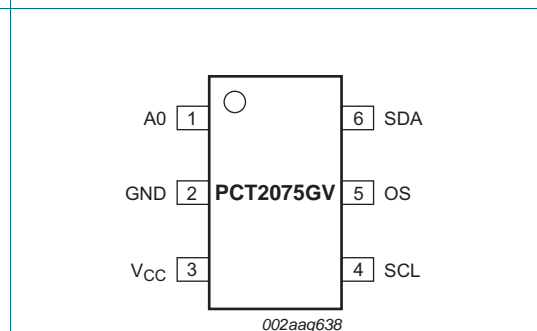 A0 1 6 SDA
GND 2 PCT2075GV 5 OS
VCC 3 4 SCL
002aag638